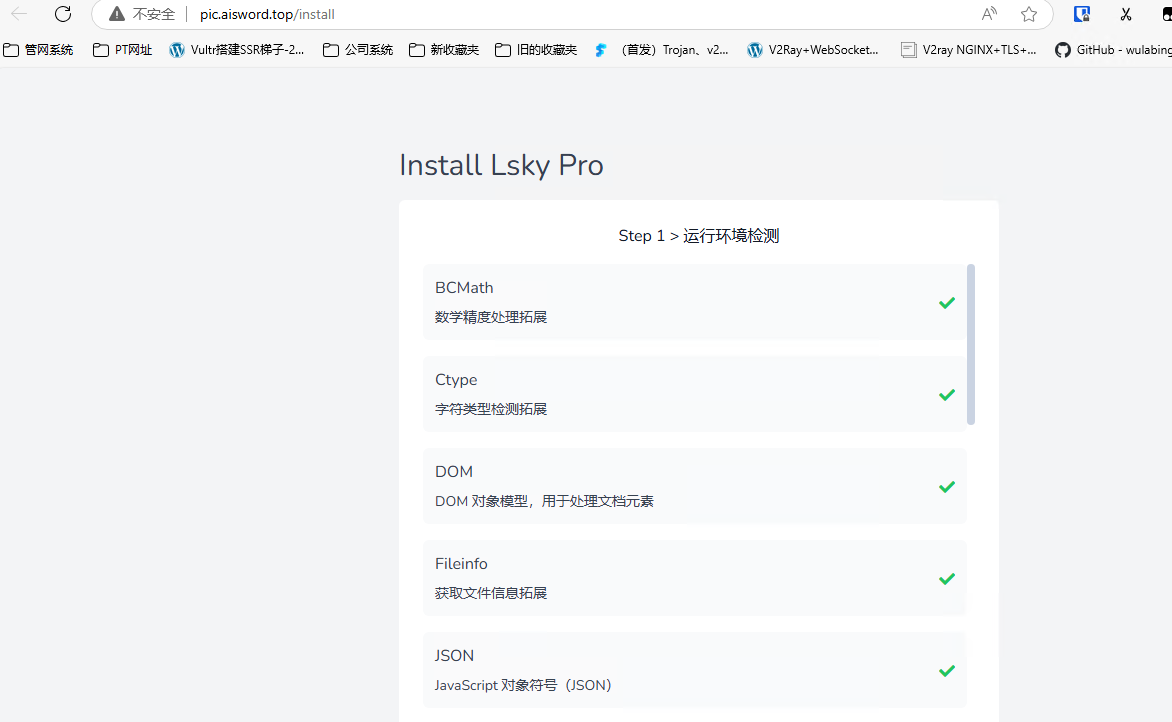 不安全 pic.aisword.top/install
管网系统 PT网址 Vultr搭建SSR梯子-2... 公司系统 新收藏夹 旧的收藏夹 （首发）Trojan、v2... V2Ray+WebSocket... V2ray NGINX+TLS+... GitHub - wulabing
Install Lsky Pro
Step 1 > 运行环境检测
BCMath
数学精度处理拓展
Ctype
字符类型检测拓展
DOM
DOM 对象模型，用于处理文档元素
Fileinfo
获取文件信息拓展
JSON
JavaScript 对象符号（JSON）